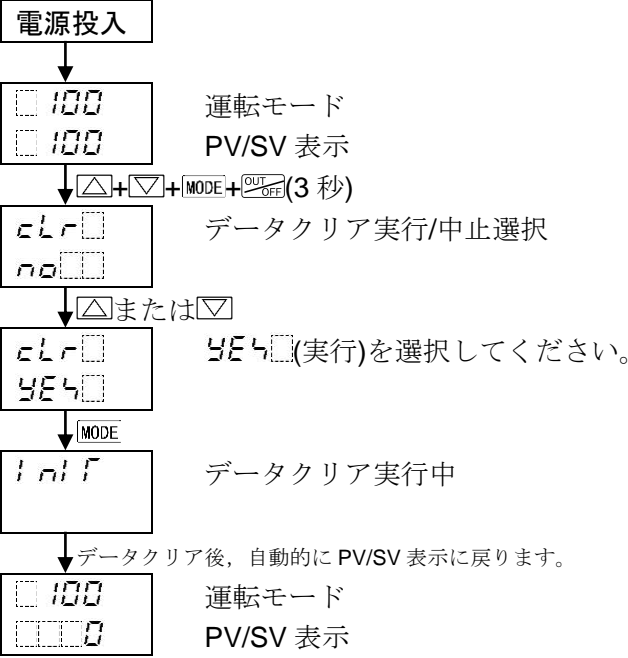 電源投入
100 運転モード
100 PV/SV 表示
△+▽+MODE+OUT/OFF(3 秒)
cLr データクリア実行/中止選択
no
△または▽
cLr YES(実行)を選択してください。
YES
MODE
InIT データクリア実行中
データクリア後，自動的に PV/SV 表示に戻ります。
100 運転モード
0 PV/SV 表示